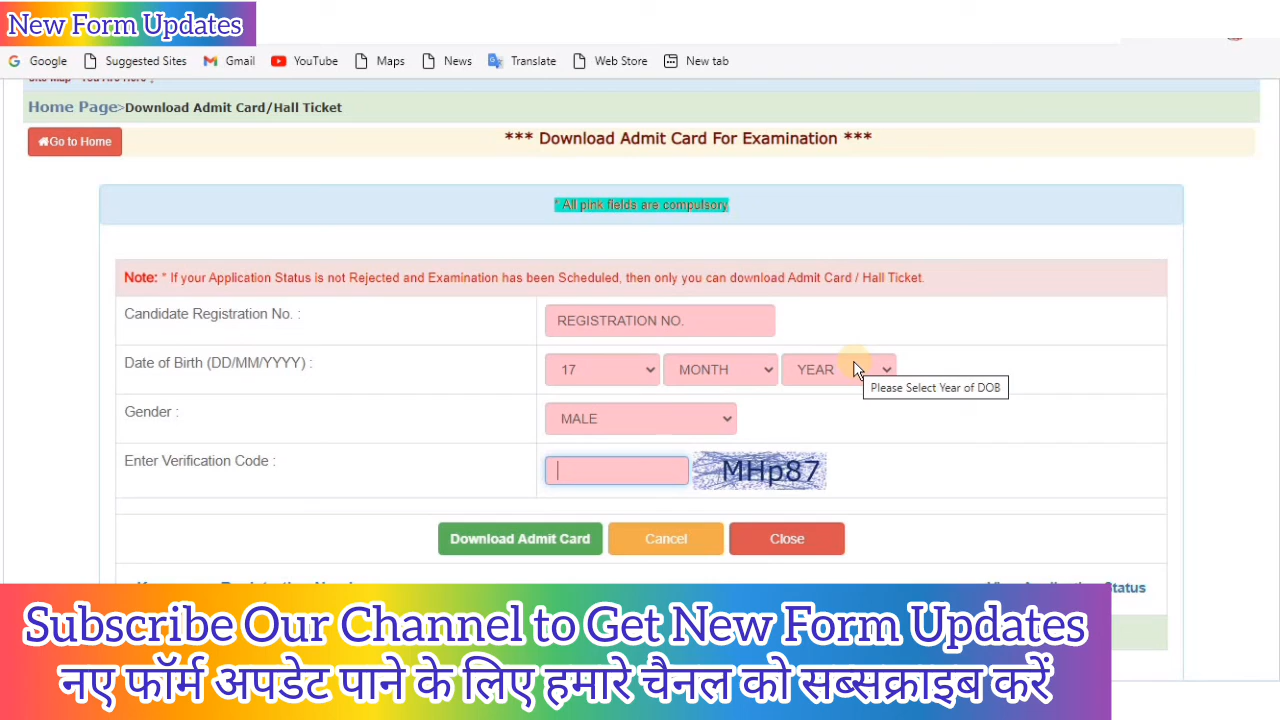 New Form Updates
Google Suggested Sites Gmail YouTube Maps News Translate Web Store New tab
Home Page>Download Admit Card/Hall Ticket
Go to Home
*** Download Admit Card For Examination ***
* All pink fields are compulsory
Note: * If your Application Status is not Rejected and Examination has been Scheduled, then only you can download Admit Card / Hall Ticket.
Candidate Registration No. :
REGISTRATION NO.
Date of Birth (DD/MM/YYYY) :
17 MONTH YEAR
Please Select Year of DOB
Gender :
MALE
Enter Verification Code :
MHp87
Download Admit Card Cancel Close
Status
Subscribe Our Channel to Get New Form Updates
नए फॉर्म अपडेट पाने के लिए हमारे चैनल को सब्सक्राइब करें